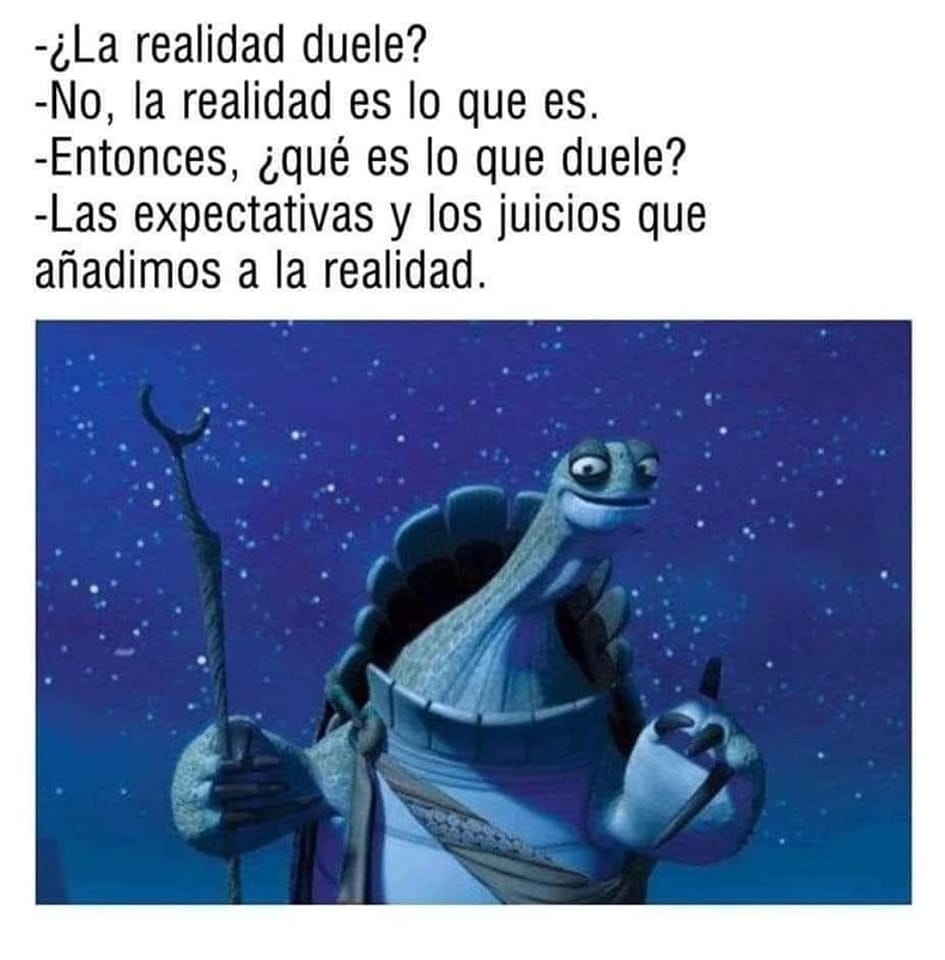 -¿La realidad duele?
-No, la realidad es lo que es.
-Entonces, ¿qué es lo que duele?
-Las expectativas y los juicios que
añadimos a la realidad.